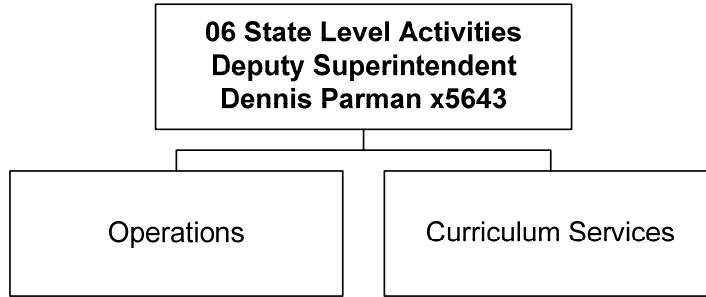 06 State Level Activities
Deputy Superintendent
Dennis Parman x5643
Operations
Curriculum Services